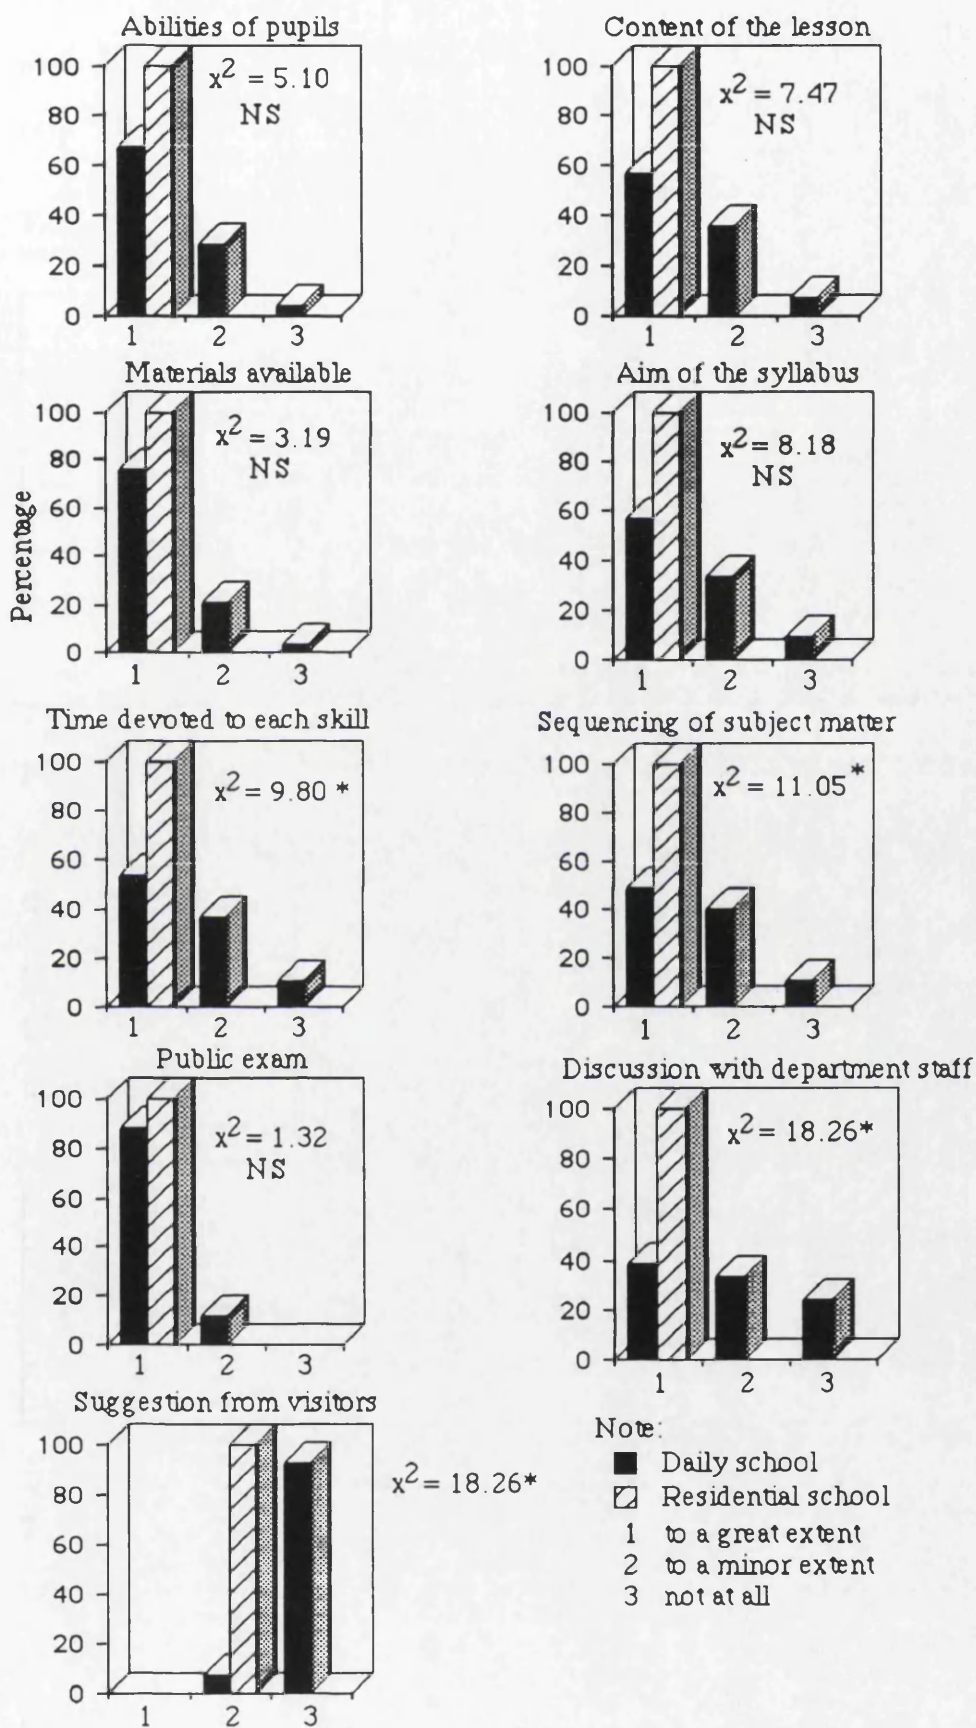 Abilities of pupils
100
80
60
40
20
0
x2 = 5.10
NS
1 2 3
Content of the lesson
100
80
60
40
20
0
x2 = 7.47
NS
1 2 3
Percentage
Materials available
100
80
60
40
20
0
x2 = 3.19
NS
1 2 3
Aim of the syllabus
100
80
60
40
20
0
x2 = 8.18
NS
1 2 3
Time devoted to each skill
100
80
60
40
20
0
x2 = 9.80 *
1 2 3
Sequencing of subject matter
100
80
60
40
20
0
x2 = 11.05 *
1 2 3
Public exam
100
80
60
40
20
0
x2 = 1.32
NS
1 2 3
Discussion with department staff
100
80
60
40
20
0
x2 = 18.26*
1 2 3
Suggestion from visitors
100
80
60
40
20
0
x2 = 18.26*
1 2 3
Note:
Daily school
Residential school
1 to a great extent
2 to a minor extent
3 not at all